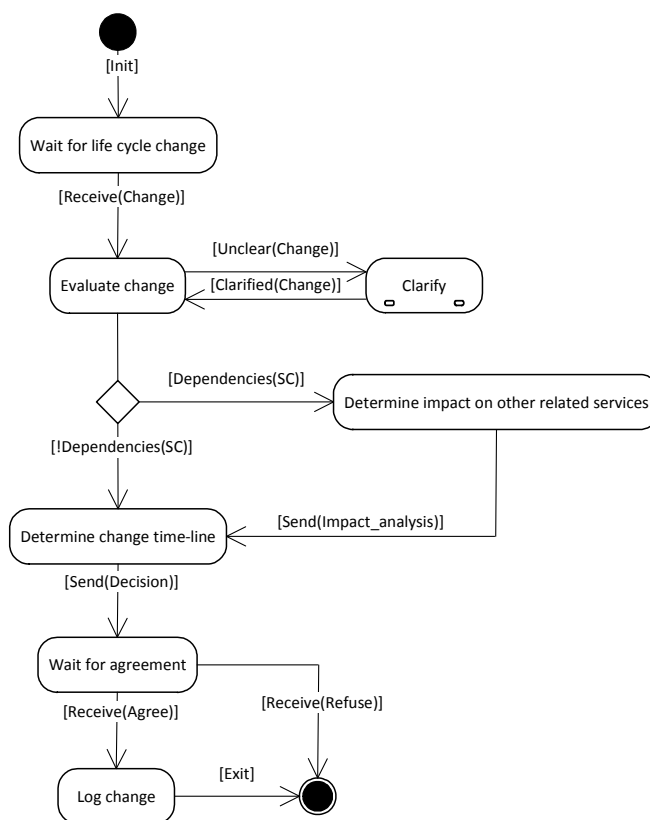 [Init]
Wait for life cycle change
[Receive(Change)]
[Unclear(Change)]
Evaluate change
[Clarified(Change)]
Clarify
[Dependencies(SC)]
Determine impact on other related services
[!Dependencies(SC)]
[Send(Impact_analysis)]
Determine change time-line
[Send(Decision)]
Wait for agreement
[Receive(Agree)]
[Receive(Refuse)]
[Exit]
Log change